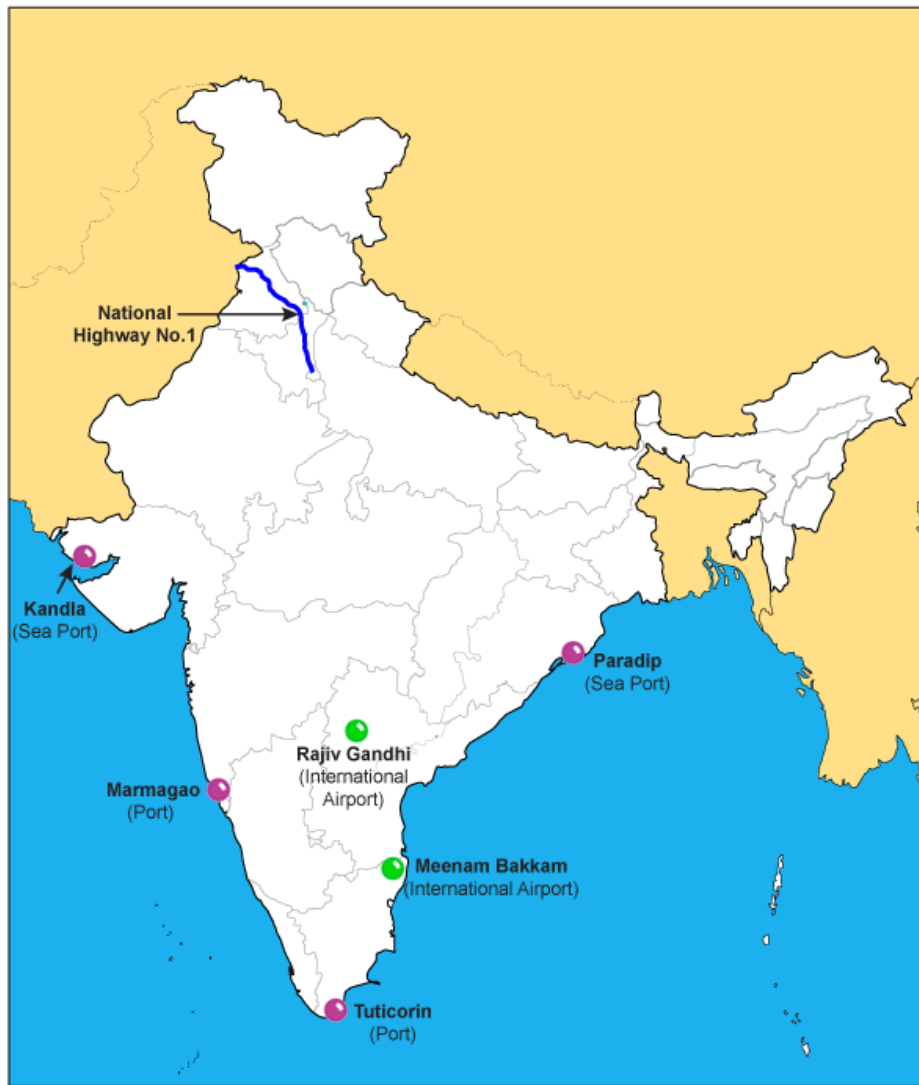 National
Highway No.1
Kandla
(Sea Port)
Paradip
(Sea Port)
Rajiv Gandhi
(International
Airport)
Marmagao
(Port)
Meenam Bakkam
(International Airport)
Tuticorin
(Port)